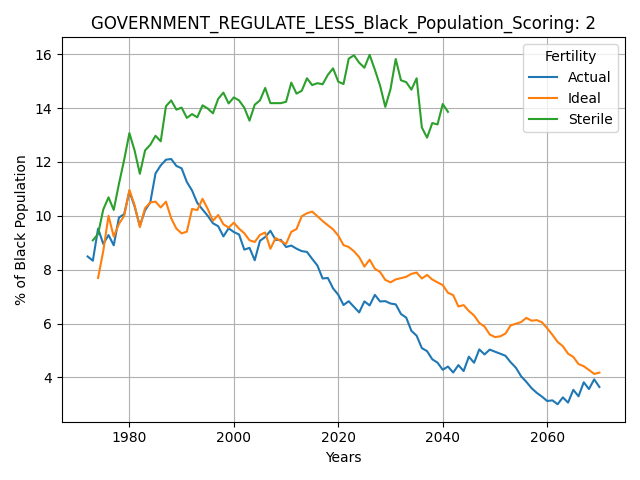 GOVERNMENT_REGULATE_LESS_Black_Population_Scoring: 2
Fertility
Actual
Ideal
Sterile
% of Black Population
16
14
12
10
8
6
4
1980 2000 2020 2040 2060
Years